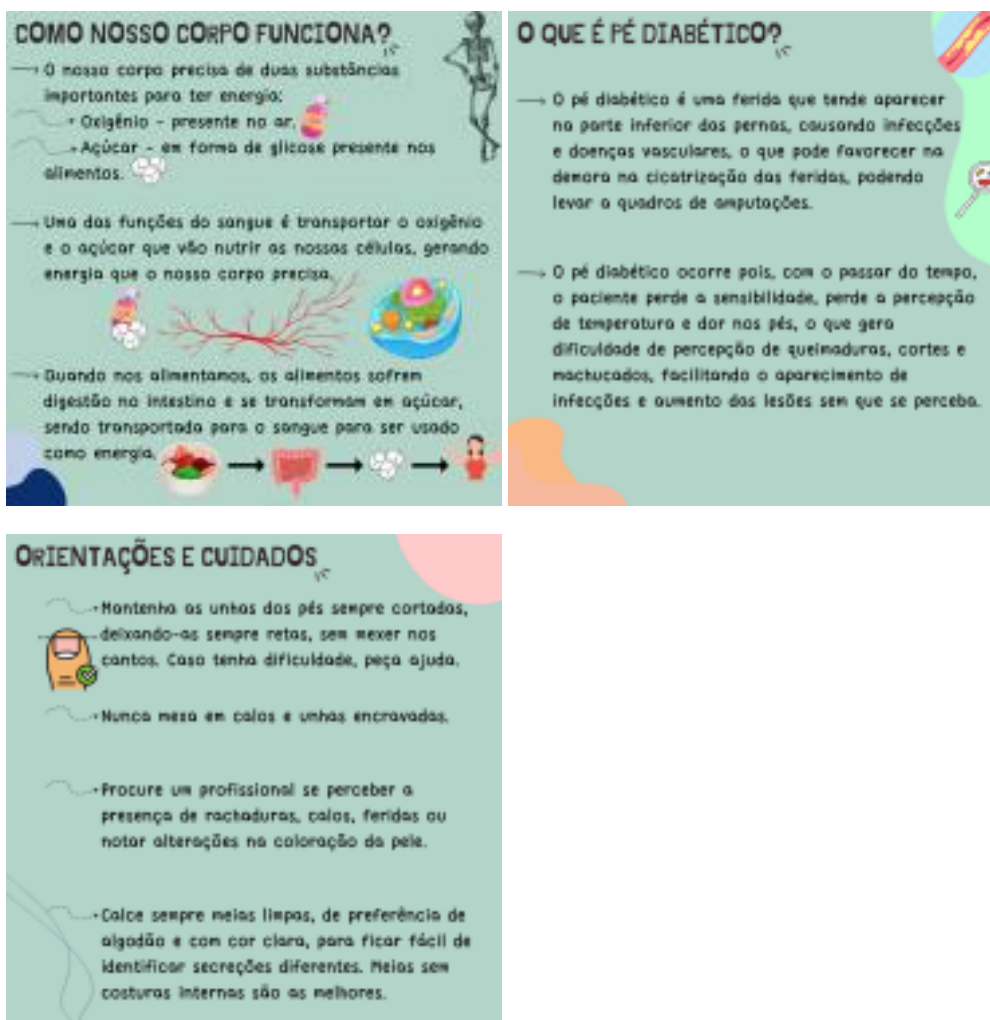 COMO NOSSO CORPO FUNCIONA?
O nosso corpo precisa de duas substâncias
importantes para ter energia:
Oxigênio - presente no ar.
Açúcar - em forma de glicose presente nos
alimentos.
Uma das funções do sangue é transportar o oxigênio
e o açúcar que vão nutrir as nossas células, gerando
energia que o nosso corpo precisa.
Quando nos alimentamos, os alimentos sofrem
digestão no intestino e se transformam em açúcar,
sendo transportada para o sangue para ser usado
como energia.
O QUE É PÉ DIABÉTICO?
O pé diabético é uma ferida que tende aparecer
na parte inferior das pernas, causando infecções
e doenças vasculares, o que pode favorecer na
demora na cicatrização das feridas, podendo
levar a quadros de amputações.
O pé diabético ocorre pois, com o passar do tempo,
o paciente perde a sensibilidade, perde a percepção
de temperatura e dor nos pés, o que gera
dificuldade de percepção de queimaduras, cortes e
machucados, facilitando o aparecimento de
infecções e aumento das lesões sem que se perceba.
ORIENTAÇÕES E CUIDADOS
Mantenha as unhas dos pés sempre cortadas,
deixando-as sempre retas, sem mexer nos
cantos. Caso tenha dificuldade, peça ajuda.
Nunca mexa em calos e unhas encravadas.
Procure um profissional se perceber a
presença de rachaduras, calos, feridas ou
notar alterações na coloração da pele.
Calce sempre meias limpas, de preferência de
algodão e com cor clara, para ficar fácil de
identificar secreções diferentes. Meias sem
costuras internas são as melhores.